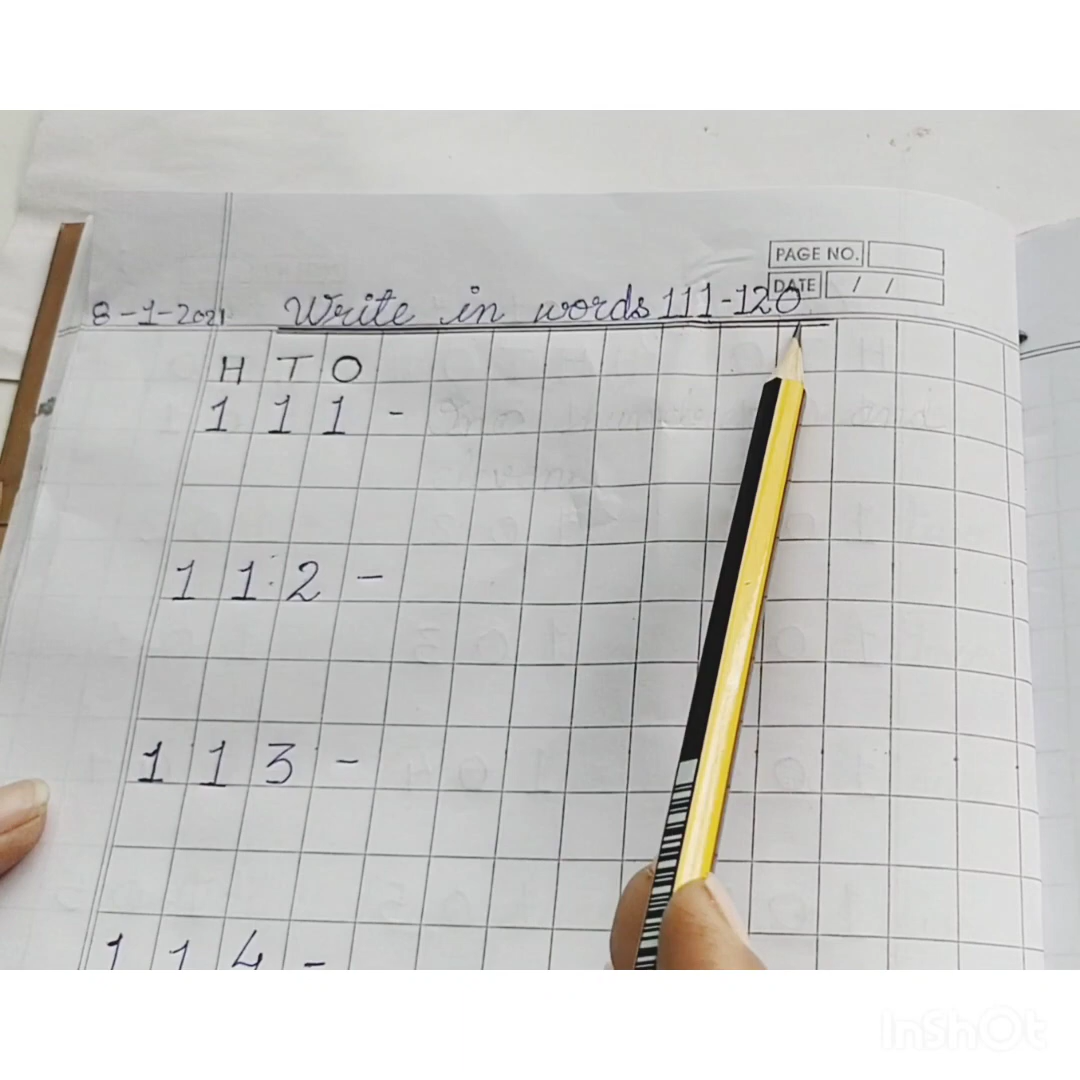 PAGE NO.
DATE / /
8-1-2021 Write in words 111-120
H T O
1 1 1 -
1 1 2 -
1 1 3 -
1 1 4 -
InShOt